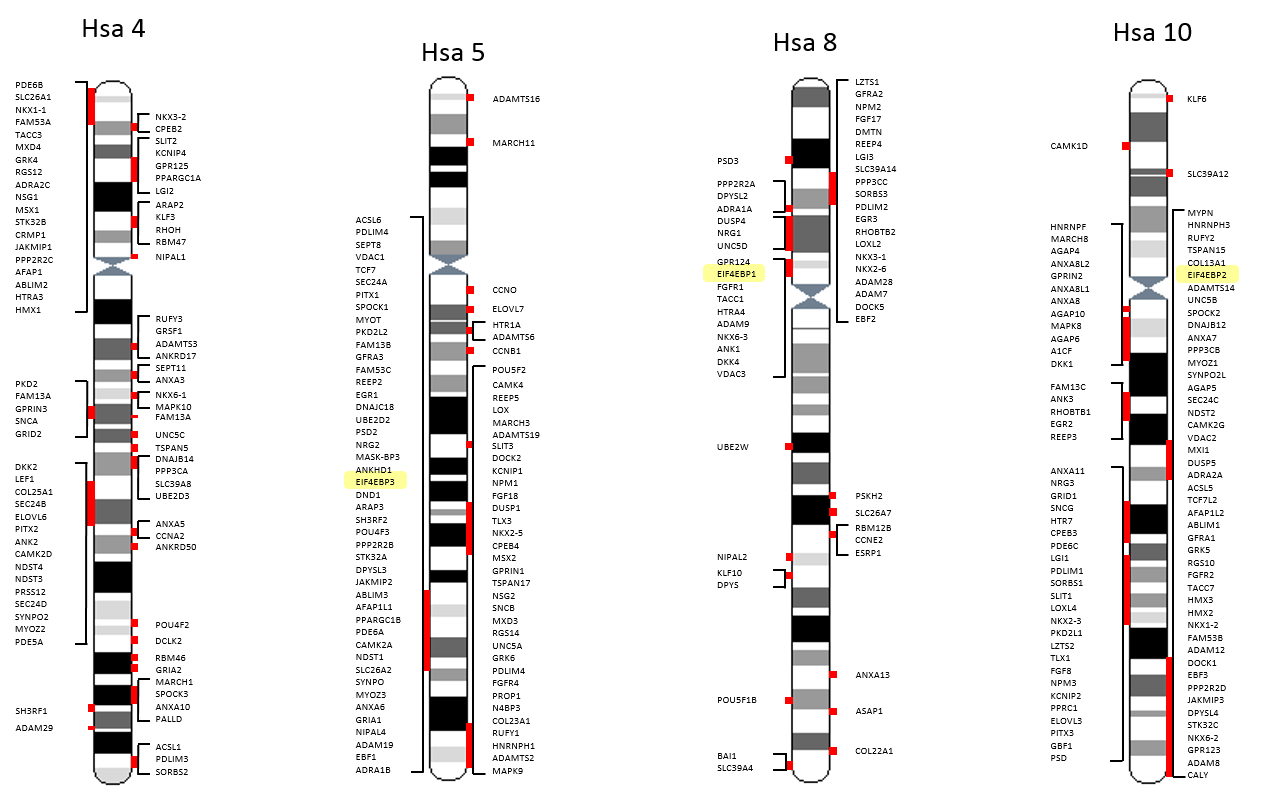 Hsa 4
PDE6B
SLC26A1
NKX1-1
FAM53A
TACC3
MXD4
GRK4
RGS12
ADRA2C
NSG1
MSX1
STK32B
CRMP1
JAKMIP1
PPP2R2C
AFAP1
ABLIM2
HTRA3
HMX1
PKD2
FAM13A
GPRIN3
SNCA
GRID2
DKK2
LEF1
COL25A1
SEC24B
ELOVL6
PITX2
ANK2
CAMK2D
NDST4
NDST3
PRSS12
SEC24D
SYNPO2
MYOZ2
PDE5A
SH3RF1
ADAM29
NKX3-2
CPEB2
SLIT2
KCNIP4
GPR125
PPARGC1A
LGI2
ARAP2
KLF3
RHOH
RBM47
NIPAL1
RUFY3
GRSF1
ADAMTS3
ANKRD17
SEPT11
ANXA3
NKX6-1
MAPK10
FAM13A
UNC5C
TSPAN5
DNAJB14
PPP3CA
SLC39A8
UBE2D3
ANXA5
CCNA2
ANKRD50
POU4F2
DCLK2
RBM46
GRIA2
MARCH1
SPOCK3
ANXA10
PALLD
ACSL1
PDLIM3
SORBS2
Hsa 5
ACSL6
PDLIM4
SEPT8
VDAC1
TCF7
SEC24A
PITX1
SPOCK1
MYOT
PKD2L2
FAM13B
GFRA3
FAM53C
REEP2
EGR1
DNAJC18
UBE2D2
PSD2
NRG2
MASK-BP3
ANKHD1
EIF4EBP3
DND1
ARAP3
SH3RF2
POU4F3
PPP2R2B
STK32A
DPYSL3
JAKMIP2
ABLIM3
AFAP1L1
PPARGC1B
PDE6A
CAMK2A
NDST1
SLC26A2
SYNPO
MYOZ3
ANXA6
GRIA1
NIPAL4
ADAM19
EBF1
ADRA1B
ADAMTS16
MARCH11
CCNO
ELOVL7
HTR1A
ADAMTS6
CCNB1
POU5F2
CAMK4
REEP5
LOX
MARCH3
ADAMTS19
SLIT3
DOCK2
KCNIP1
NPM1
FGF18
DUSP1
TLX3
NKX2-5
CPEB4
MSX2
GPRIN1
TSPAN17
NSG2
SNCB
MXD3
RGS14
UNC5A
GRK6
PDLIM4
FGFR4
PROP1
N4BP3
COL23A1
RUFY1
HNRNPH1
ADAMTS2
MAPK9
Hsa 8
PSD3
PPP2R2A
DPYSL2
ADRA1A
DUSP4
NRG1
UNC5D
GPR124
EIF4EBP1
FGFR1
TACC1
HTRA4
ADAM9
NKX6-3
ANK1
DKK4
VDAC3
UBE2W
NIPAL2
KLF10
DPYS
POU5F1B
BAI1
SLC39A4
LZTS1
GFRA2
NPM2
FGF17
DMTN
REEP4
LGI3
SLC39A14
PPP3CC
SORBS3
PDLIM2
EGR3
RHOBTB2
LOXL2
NKX3-1
NKX2-6
ADAM28
ADAM7
DOCK5
EBF2
PSKH2
SLC26A7
RBM12B
CCNE2
ESRP1
ANXA13
ASAP1
COL22A1
Hsa 10
CAMK1D
HNRNPF
MARCH8
AGAP4
ANXA8L2
GPRIN2
ANXA8L1
ANXA8
AGAP10
MAPK8
AGAP6
A1CF
DKK1
FAM13C
ANK3
RHOBTB1
EGR2
REEP3
ANXA11
NRG3
GRID1
SNCG
HTR7
CPEB3
PDE6C
LGI1
PDLIM1
SORBS1
SLIT1
LOXL4
NKX2-3
PKD2L1
LZTS2
TLX1
FGF8
NPM3
KCNIP2
PPRC1
ELOVL3
PITX3
GBF1
PSD
KLF6
SLC39A12
MYPN
HNRNPH3
RUFY2
TSPAN15
COL13A1
EIF4EBP2
ADAMTS14
UNC5B
SPOCK2
DNAJB12
ANXA7
PPP3CB
MYOZ1
SYNPO2L
AGAP5
SEC24C
NDST2
CAMK2G
VDAC2
MXI1
DUSP5
ADRA2A
ACSL5
TCF7L2
AFAP1L2
ABLIM1
GFRA1
GRK5
RGS10
FGFR2
TACC7
HMX3
HMX2
NKX1-2
FAM53B
ADAM12
DOCK1
EBF3
PPP2R2D
JAKMIP3
DPYSL4
STK32C
NKX6-2
GPR123
ADAM8
CALY